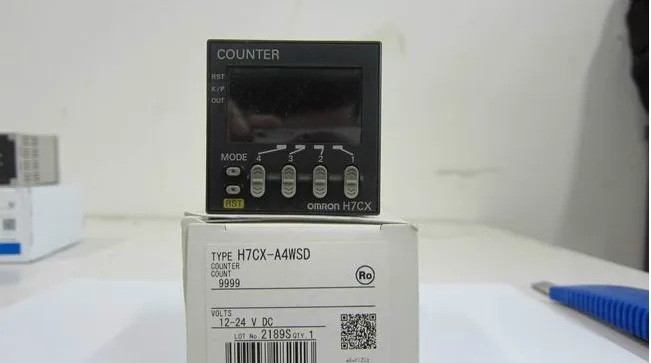 COUNTER
RST
K/P
OUT
MODE
4 3 2 1
RST
OMRON H7CX
TYPE H7CX-A4WSD
COUNTER
COUNT
9999
Ro
VOLTS
12-24 V DC
LOT No. 2189S QTY. 1